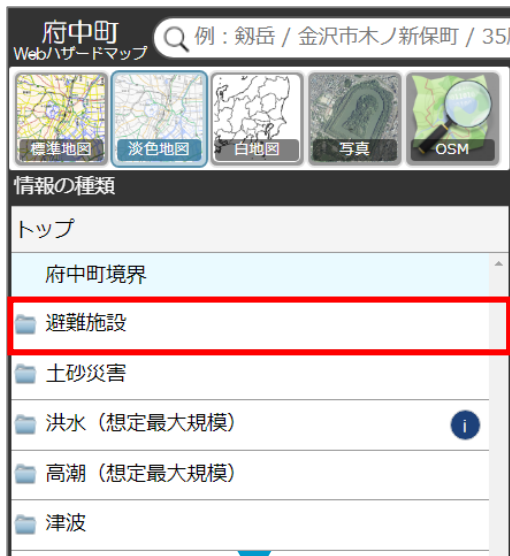 府中町
Webハザードマップ
例：剱岳 / 金沢市木ノ新保町 / 35
標準地図
淡色地図
白地図
写真
OSM
情報の種類
トップ
府中町境界
避難施設
土砂災害
洪水（想定最大規模）
i
高潮（想定最大規模）
津波